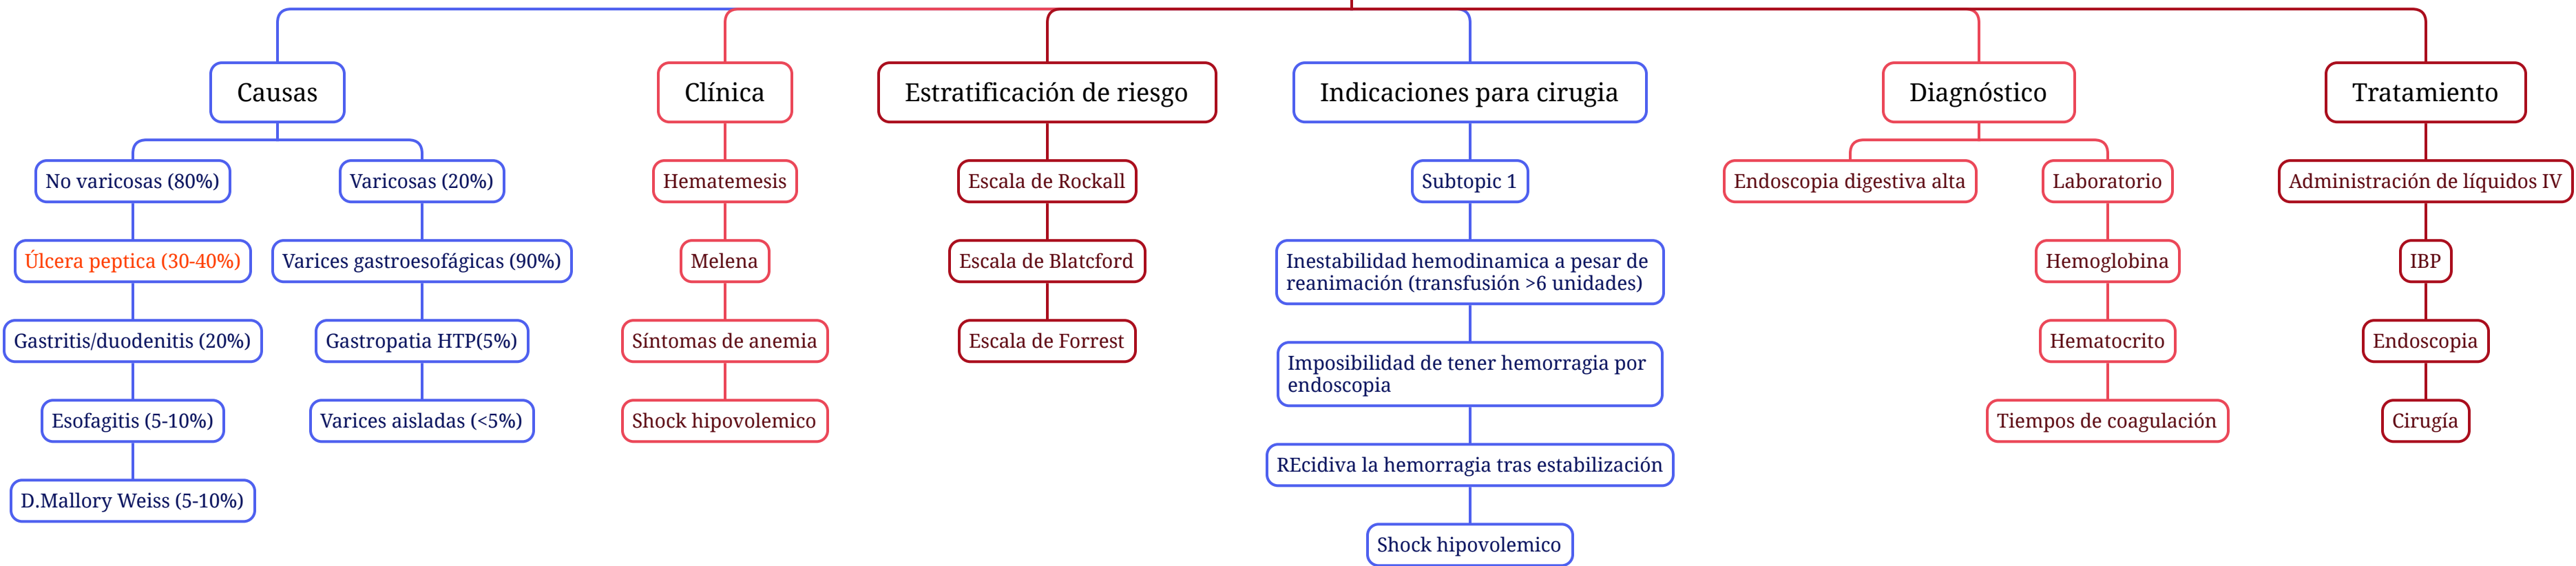 Causas
No varicosas (80%)
Úlcera peptica (30-40%)
Gastritis/duodenitis (20%)
Esofagitis (5-10%)
D.Mallory Weiss (5-10%)
Varicosas (20%)
Varices gastroesofágicas (90%)
Gastropatia HTP(5%)
Varices aisladas (<5%)
Clínica
Hematemesis
Melena
Síntomas de anemia
Shock hipovolemico
Estratificación de riesgo
Escala de Rockall
Escala de Blatcford
Escala de Forrest
Indicaciones para cirugia
Subtopic 1
Inestabilidad hemodinamica a pesar de
reanimación (transfusión >6 unidades)
Imposibilidad de tener hemorragia por
endoscopia
REcidiva la hemorragia tras estabilización
Shock hipovolemico
Diagnóstico
Endoscopia digestiva alta
Laboratorio
Hemoglobina
Hematocrito
Tiempos de coagulación
Tratamiento
Administración de líquidos IV
IBP
Endoscopia
Cirugía